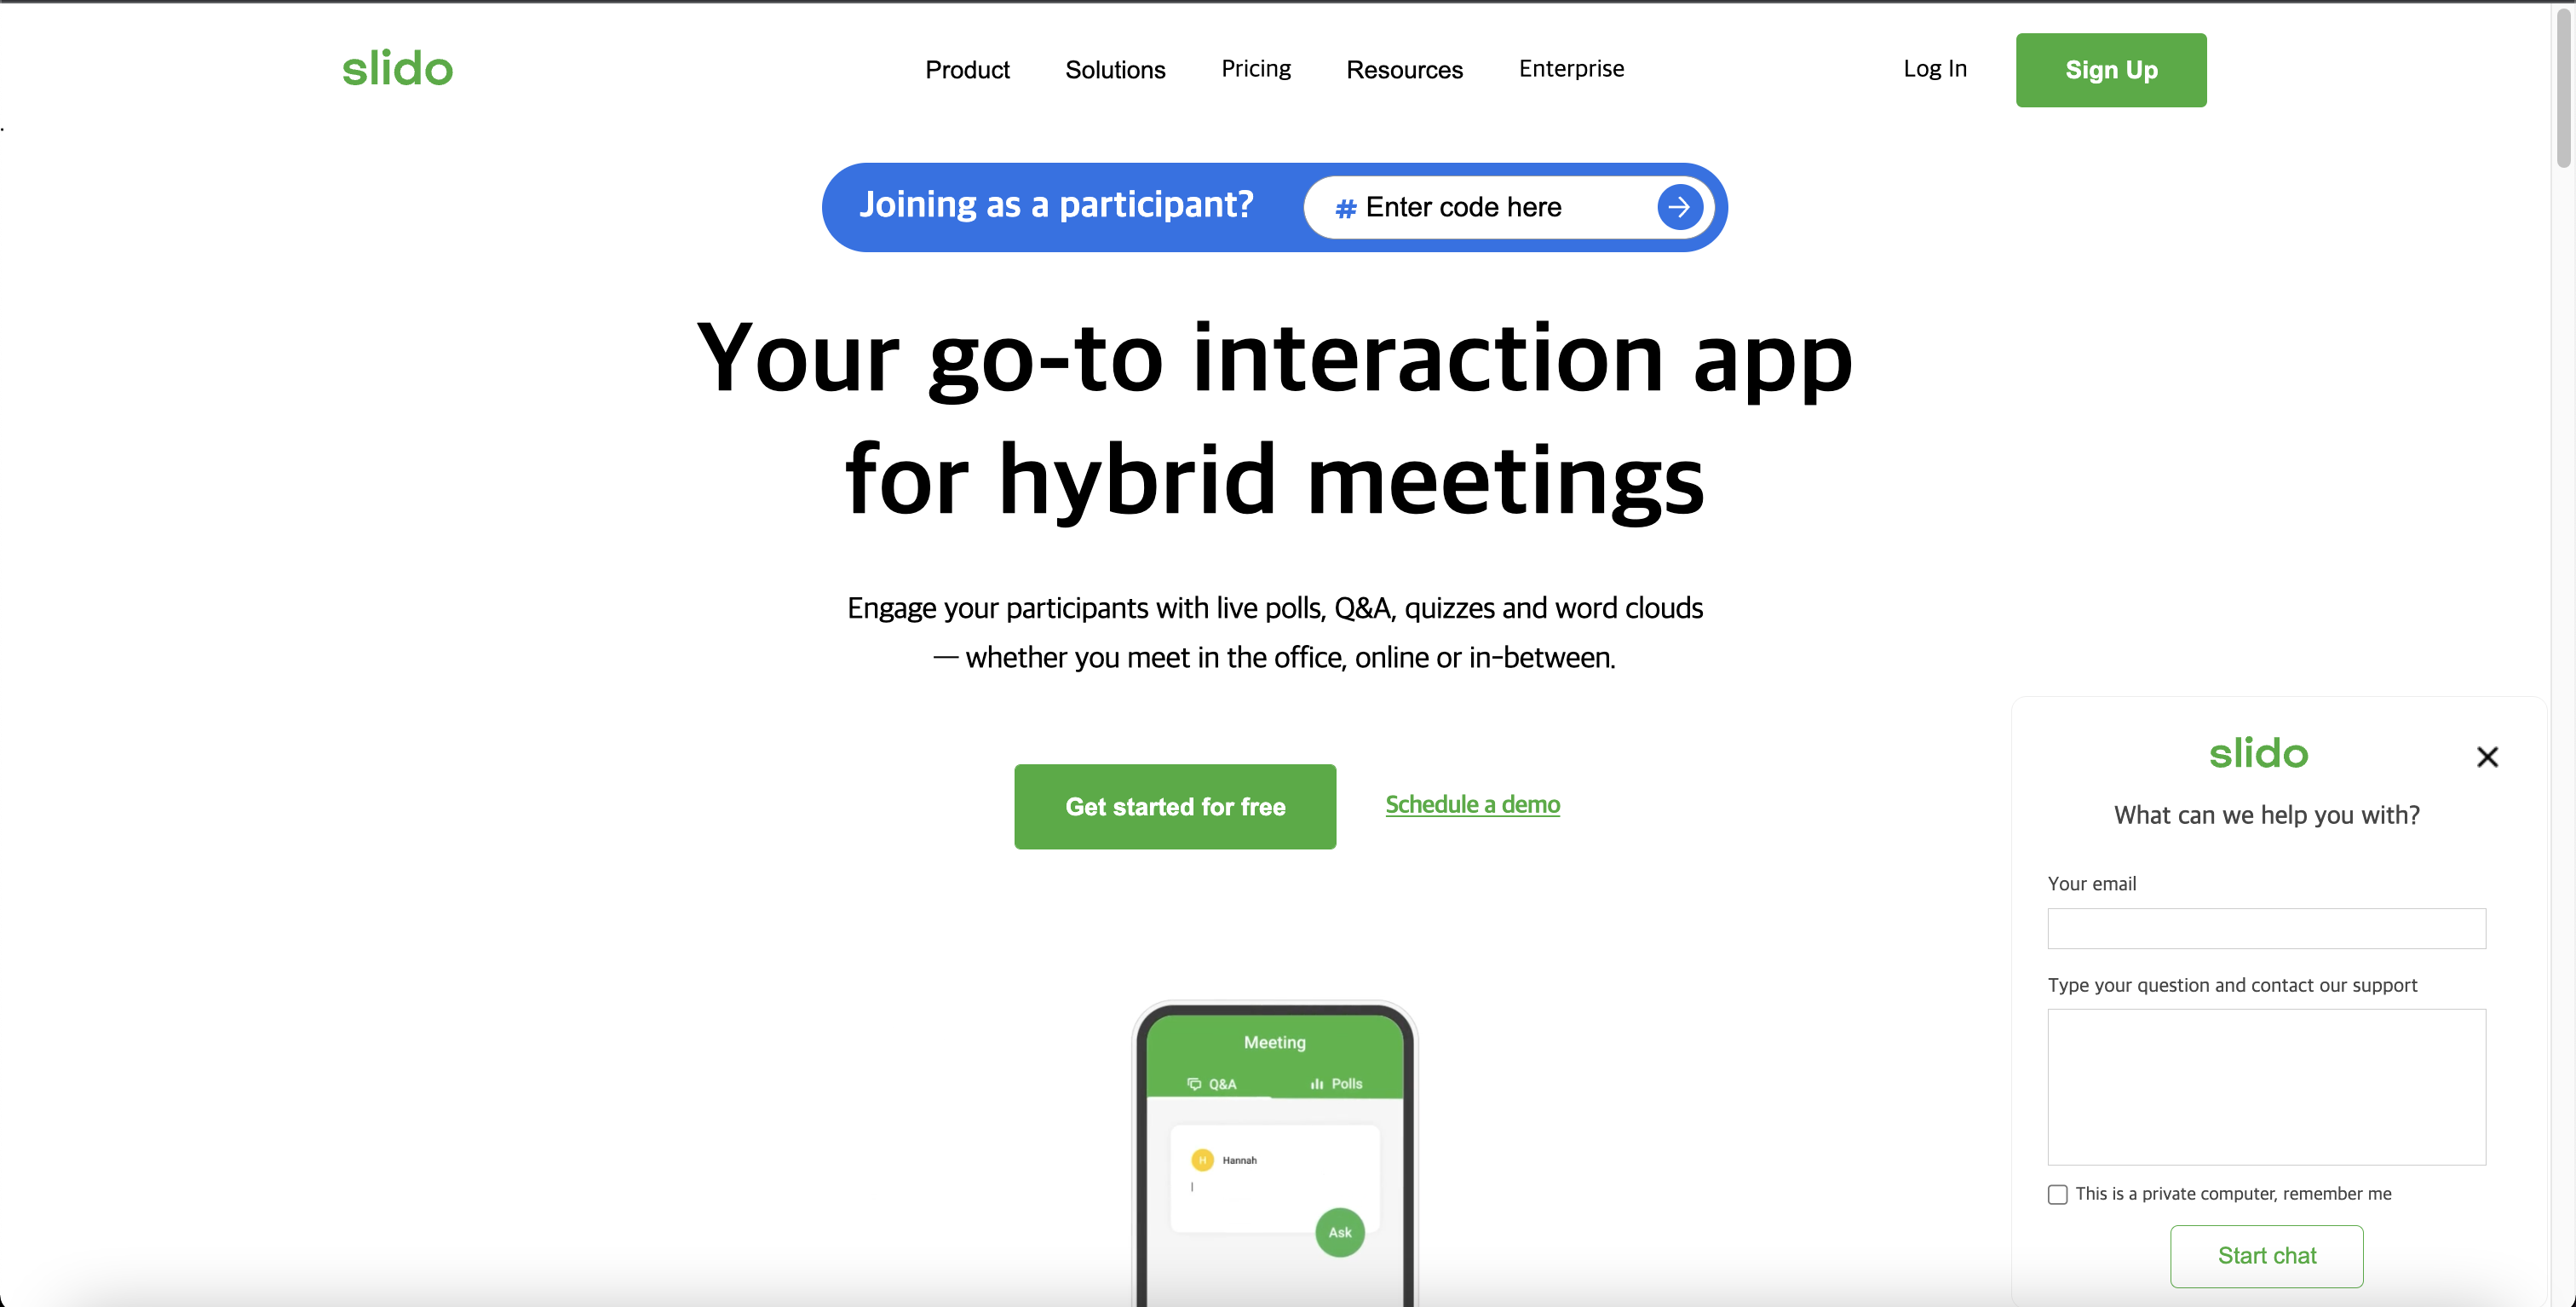 slido
Product
Solutions
Pricing
Resources
Enterprise
Log In
Sign Up
.
Joining as a participant?
# Enter code here
Your go-to interaction app
for hybrid meetings
Engage your participants with live polls, Q&A, quizzes and word clouds
— whether you meet in the office, online or in-between.
Get started for free
Schedule a demo
Meeting
Q&A
Polls
H
Hannah
Ask
slido
What can we help you with?
Your email
Type your question and contact our support
This is a private computer, remember me
Start chat